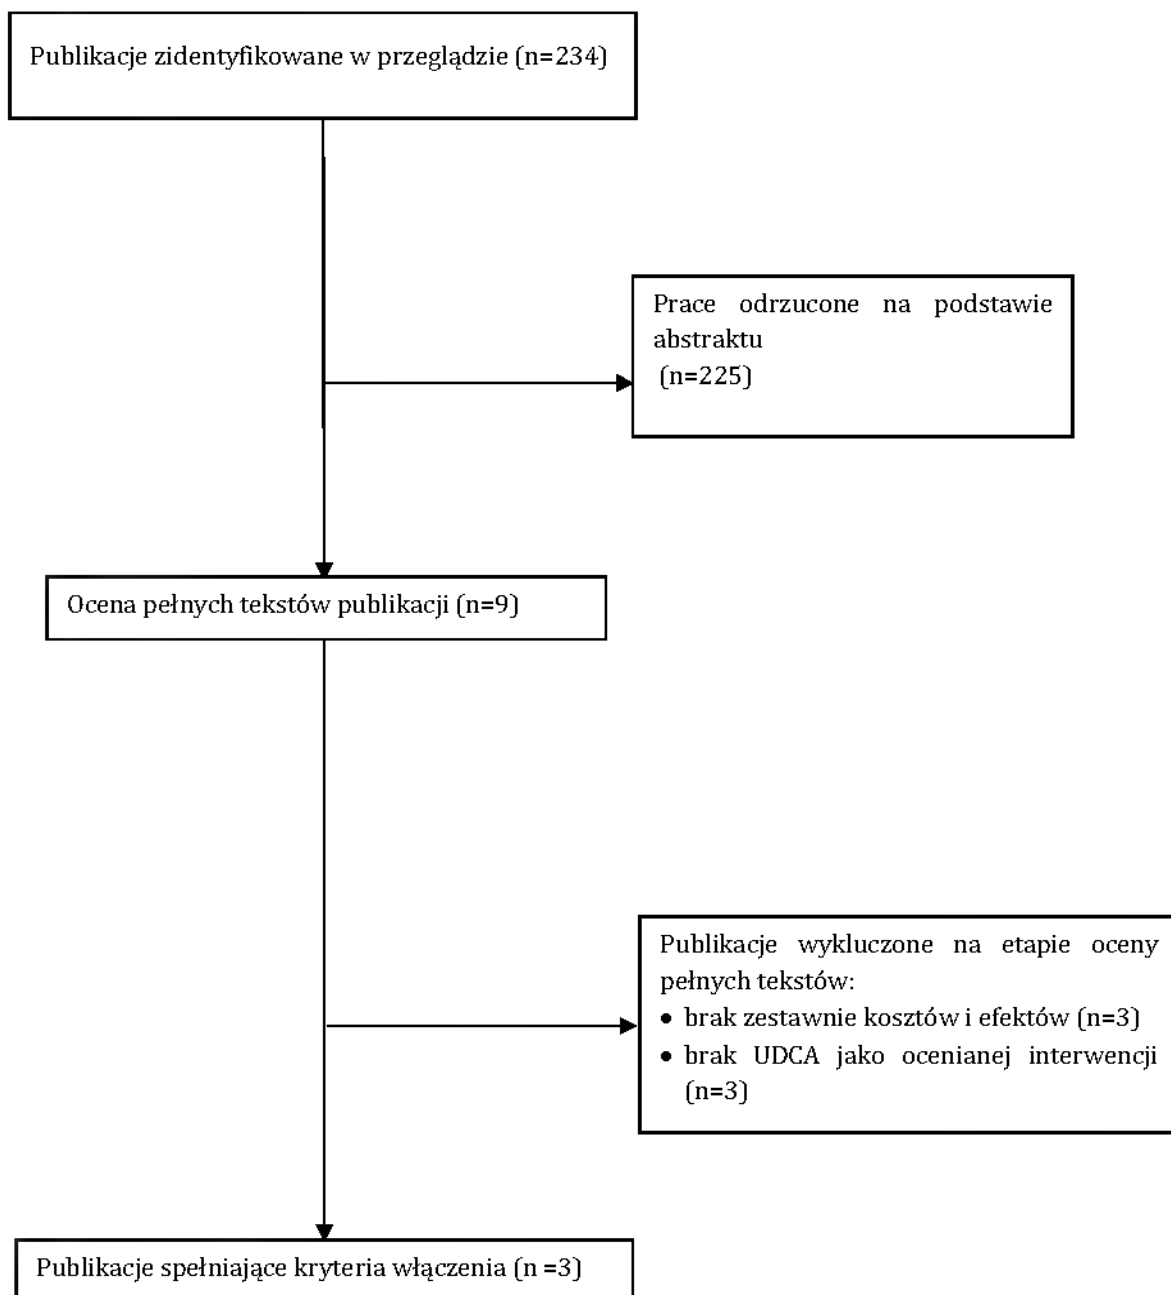 Publikacje zidentyfikowane w przeglądzie (n=234)
Prace odrzucone na podstawie
abstraktu
(n=225)
Ocena pełnych tekstów publikacji (n=9)
Publikacje wykluczone na etapie oceny
pełnych tekstów:
• brak zestawnie kosztów i efektów (n=3)
• brak UDCA jako ocenianej interwencji
(n=3)
Publikacje spełniające kryteria włączenia (n =3)